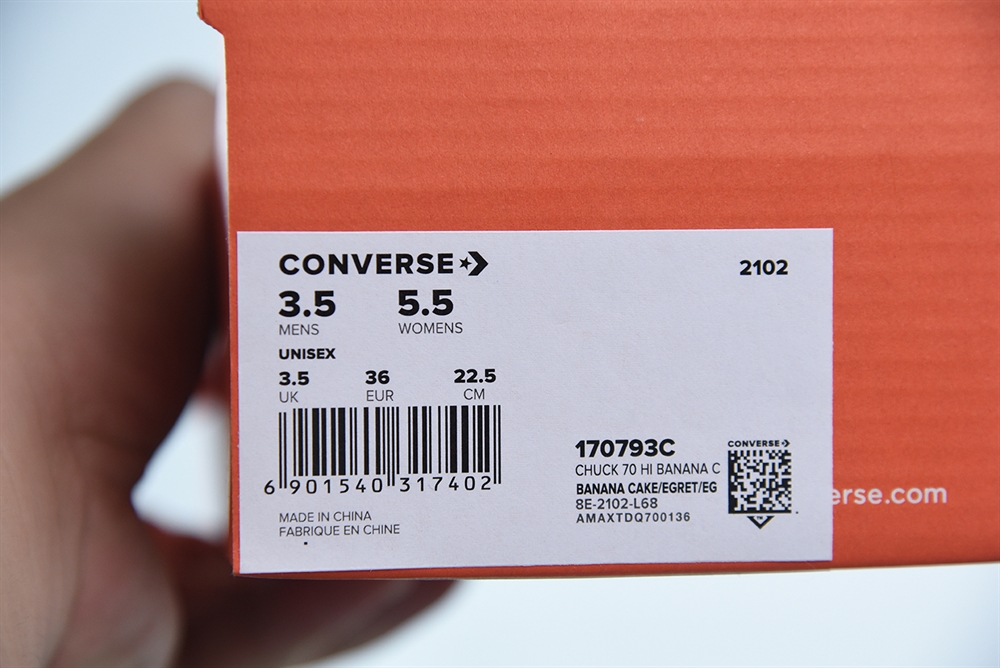 CONVERSE
2102
3.5 5.5
MENS WOMENS
UNISEX
3.5 36 22.5
UK EUR CM
6 901540 317402
170793C
CHUCK 70 HI BANANA C
BANANA CAKE/EGRET/EG
8E-2102-L68
AMAXTDQ700136
CONVERSE
MADE IN CHINA
FABRIQUE EN CHINE
erse.com